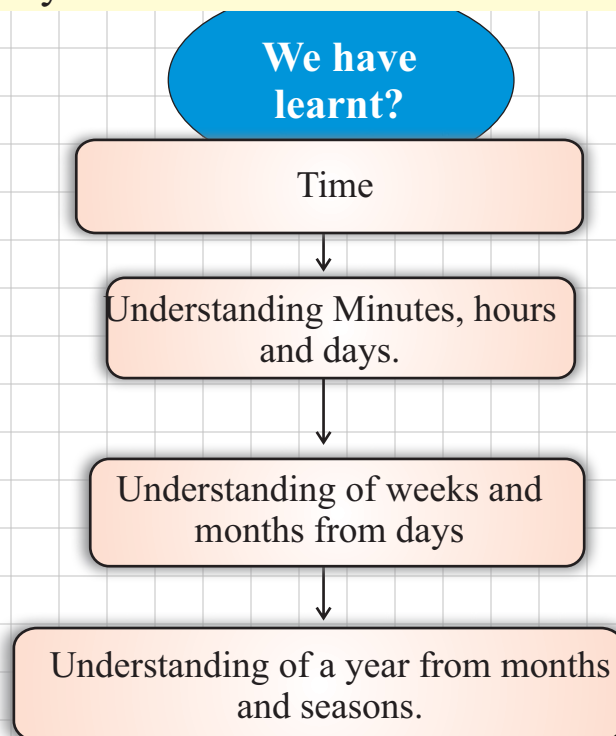 We have
learnt?
Time
Understanding Minutes, hours
and days.
Understanding of weeks and
months from days
Understanding of a year from months
and seasons.